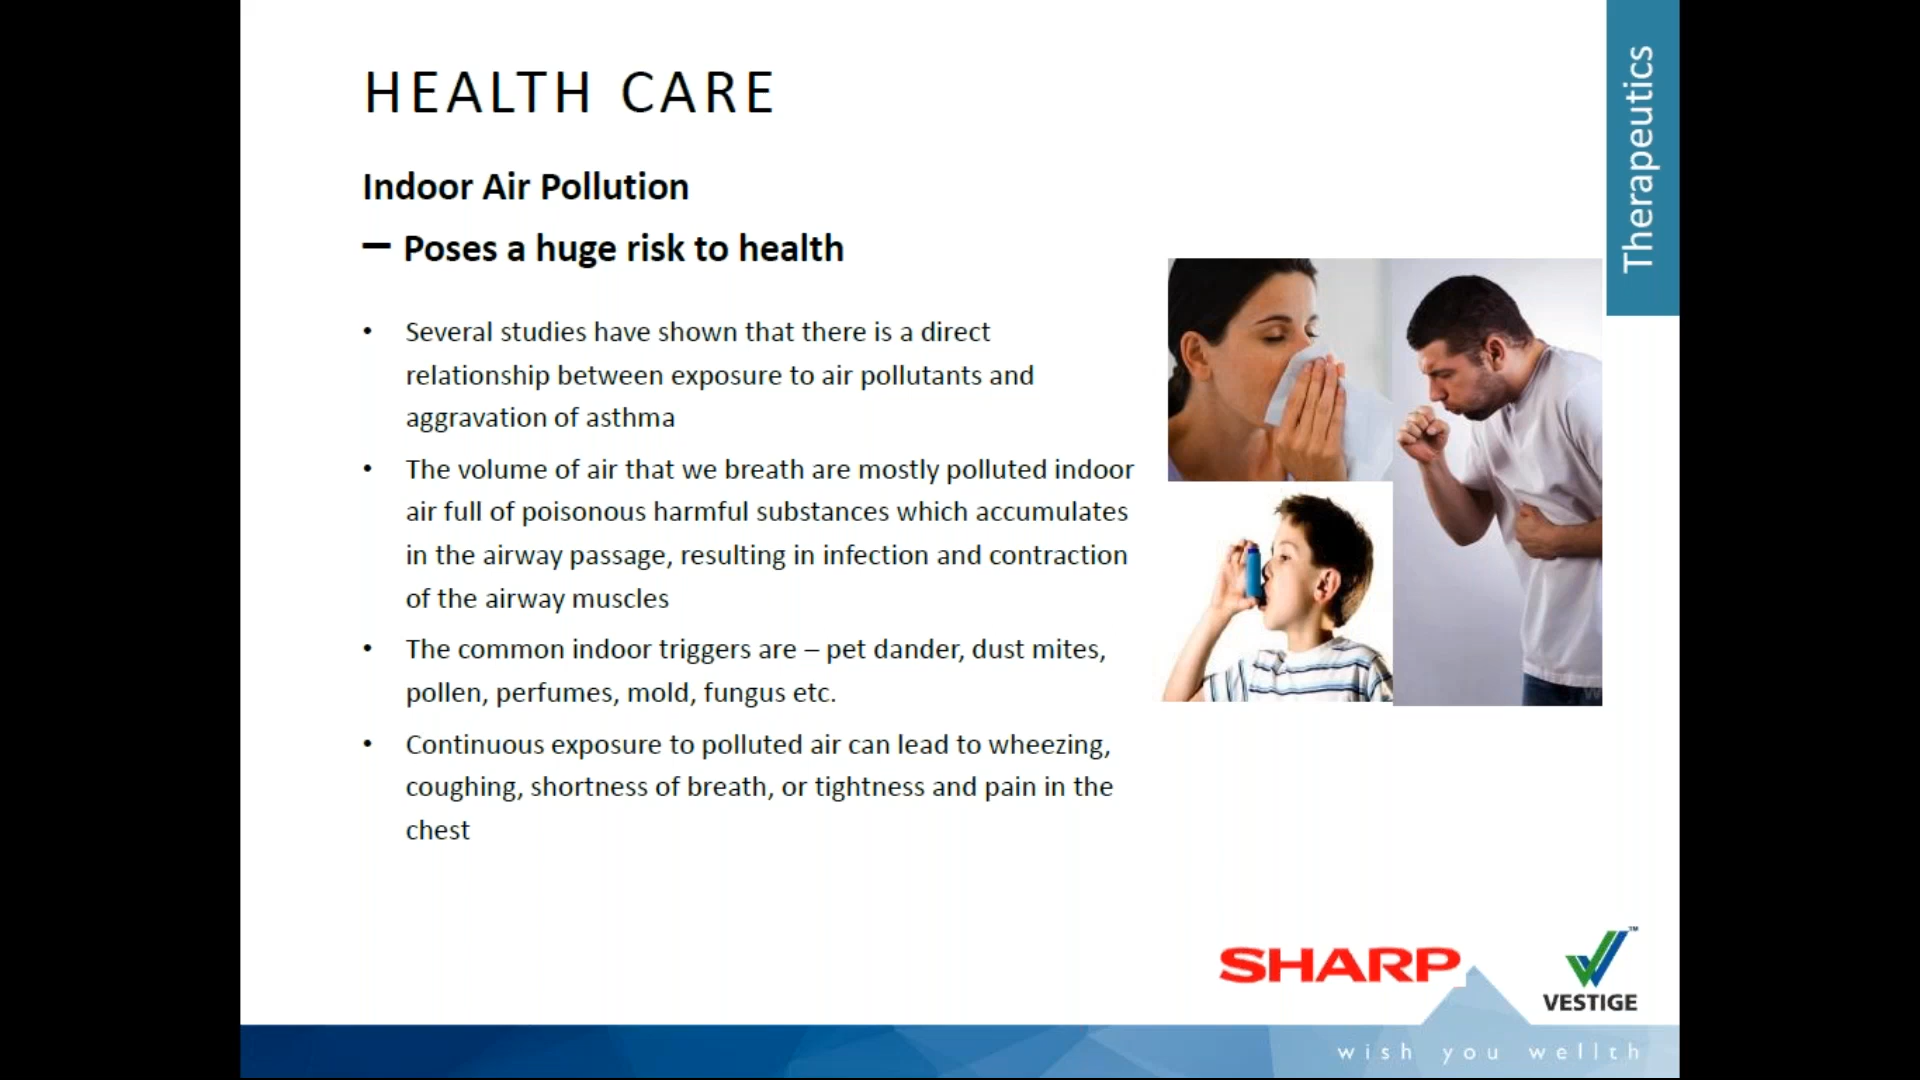 HEALTH CARE
Therapeutics
Indoor Air Pollution
– Poses a huge risk to health
• Several studies have shown that there is a direct
relationship between exposure to air pollutants and
aggravation of asthma
• The volume of air that we breath are mostly polluted indoor
air full of poisonous harmful substances which accumulates
in the airway passage, resulting in infection and contraction
of the airway muscles
• The common indoor triggers are – pet dander, dust mites,
pollen, perfumes, mold, fungus etc.
• Continuous exposure to polluted air can lead to wheezing,
coughing, shortness of breath, or tightness and pain in the
chest
SHARP
VESTIGE
TM
wish you wellth